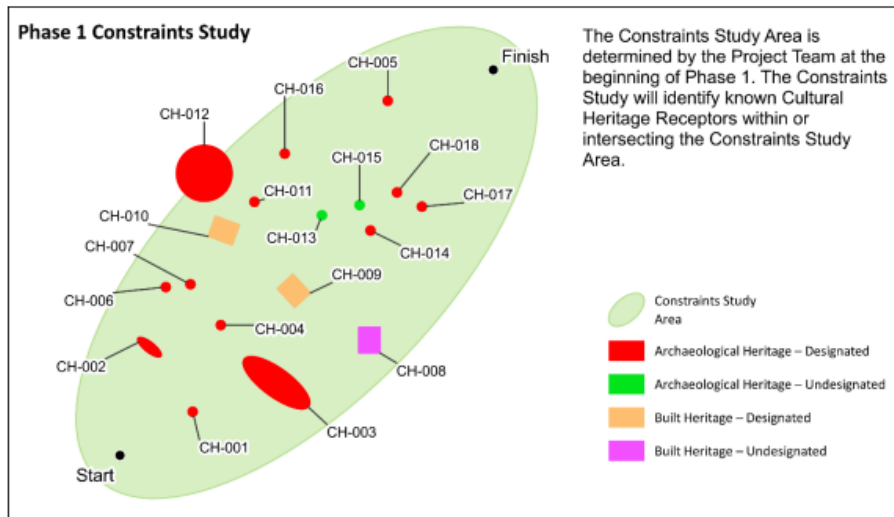 Phase 1 Constraints Study
The Constraints Study Area is
determined by the Project Team at the
beginning of Phase 1. The Constraints
Study will identify known Cultural
Heritage Receptors within or
intersecting the Constraints Study
Area.
Finish
CH-005
CH-016
CH-012
CH-018
CH-015
CH-011
CH-017
CH-010
CH-013
CH-014
CH-007
CH-009
CH-006
CH-004
CH-002
CH-008
CH-003
CH-001
Start
Constraints Study
Area
Archaeological Heritage – Designated
Archaeological Heritage – Undesignated
Built Heritage – Designated
Built Heritage – Undesignated